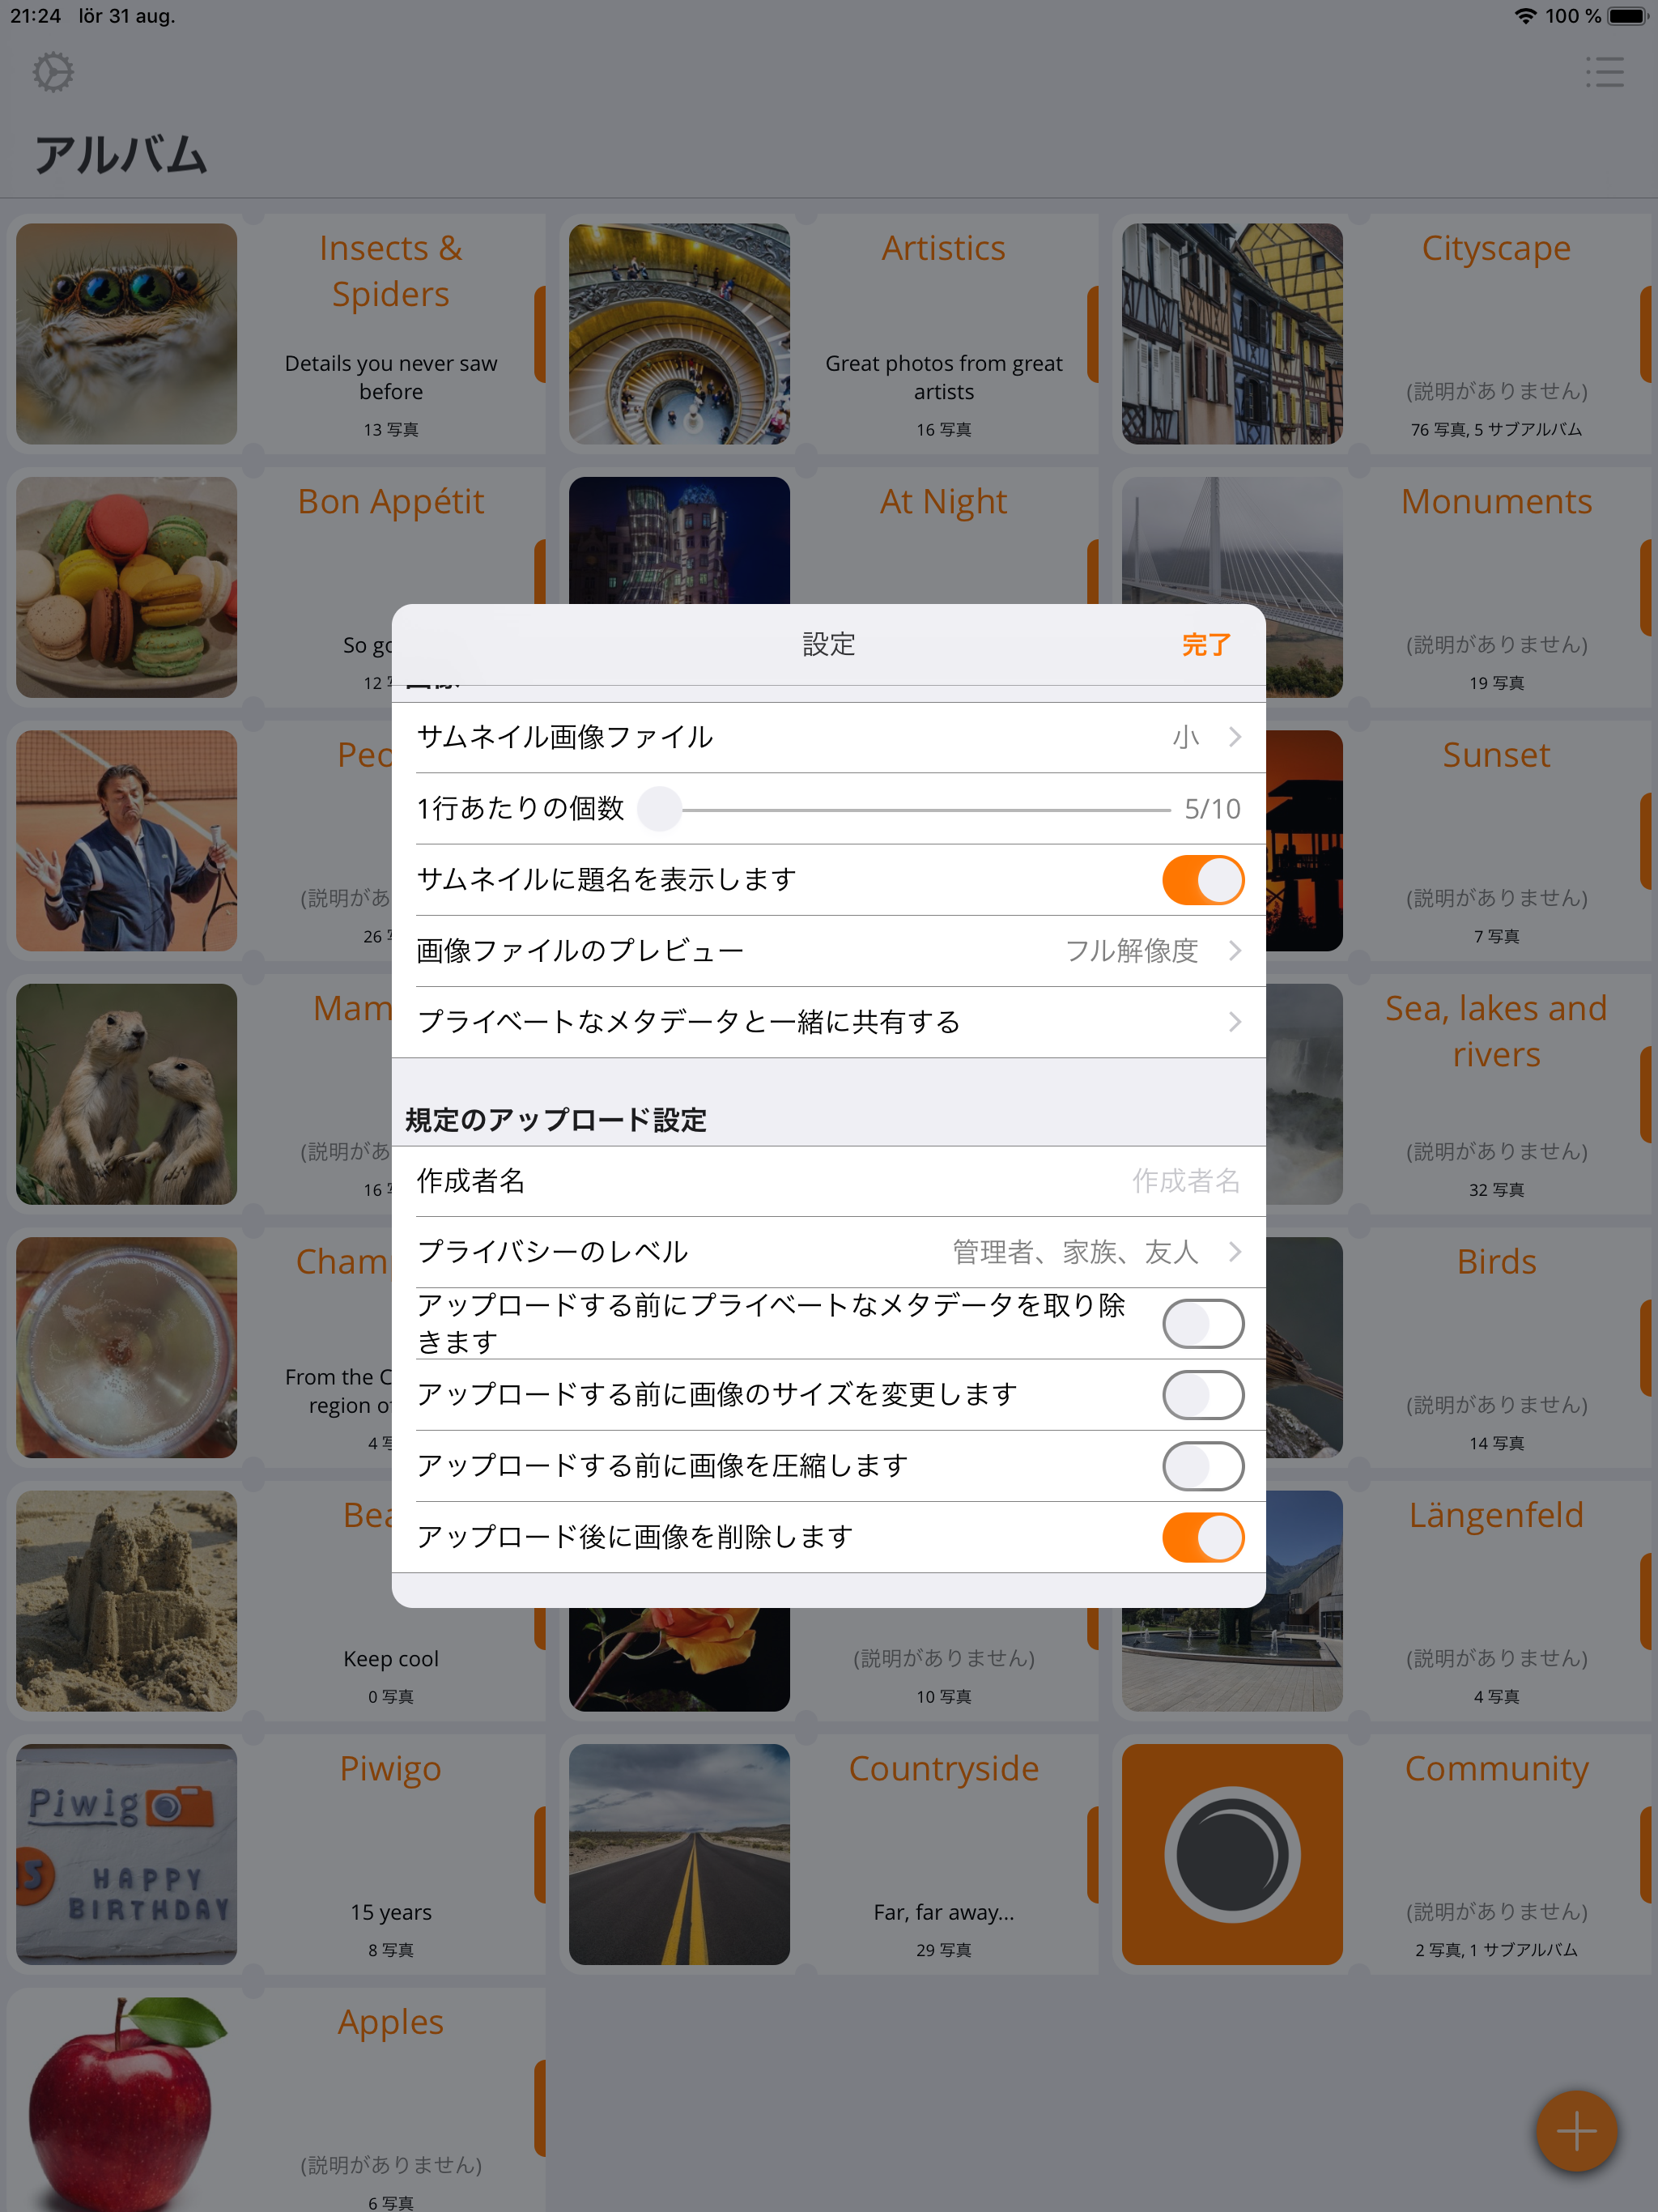 21:24 lör 31 aug.
100 %
アルバム
Insects &
Spiders
Details you never saw
before
13 写真
Artistics
Great photos from great
artists
16 写真
Cityscape
(説明がありません)
76 写真, 5 サブアルバム
Bon Appétit
So go
12 写
At Night
Monuments
(説明がありません)
19 写真
設定
完了
画像
サムネイル画像ファイル
小
1行あたりの個数
5/10
サムネイルに題名を表示します
画像ファイルのプレビュー
フル解像度
プライベートなメタデータと一緒に共有する
規定のアップロード設定
作成者名
作成者名
プライバシーのレベル
管理者、家族、友人
アップロードする前にプライベートなメタデータを取り除
きます
アップロードする前に画像のサイズを変更します
アップロードする前に画像を圧縮します
アップロード後に画像を削除します
Peo
(説明があ
26 写
Sunset
(説明がありません)
7 写真
Mam
(説明があ
16 写
Sea, lakes and
rivers
(説明がありません)
32 写真
Cham
From the C
region of
4 写
Birds
(説明がありません)
14 写真
Bea
Keep cool
0 写真
(説明がありません)
10 写真
Längenfeld
(説明がありません)
4 写真
Piwig
15
HAPPY
BIRTHDAY
Piwigo
15 years
8 写真
Countryside
Far, far away...
29 写真
Community
(説明がありません)
2 写真, 1 サブアルバム
Apples
(説明がありません)
6 写真